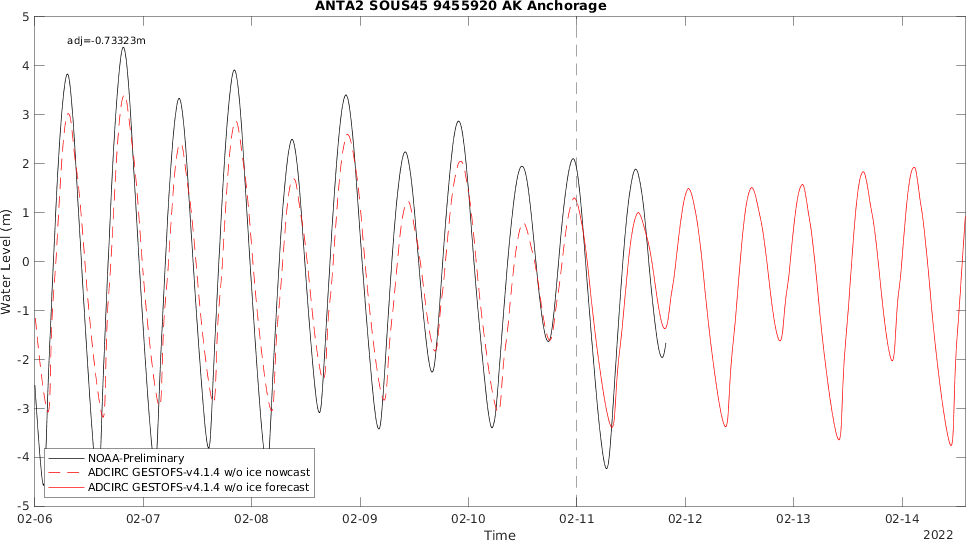 ANTA2 SOUS45 9455920 AK Anchorage
adj=-0.73323m
5
4
3
2
1
0
-1
-2
-3
-4
-5
Water Level (m)
NOAA-Preliminary
ADCIRC GESTOFS-v4.1.4 w/o ice nowcast
ADCIRC GESTOFS-v4.1.4 w/o ice forecast
02-06 02-07 02-08 02-09 02-10 02-11 02-12 02-13 02-14
Time
2022